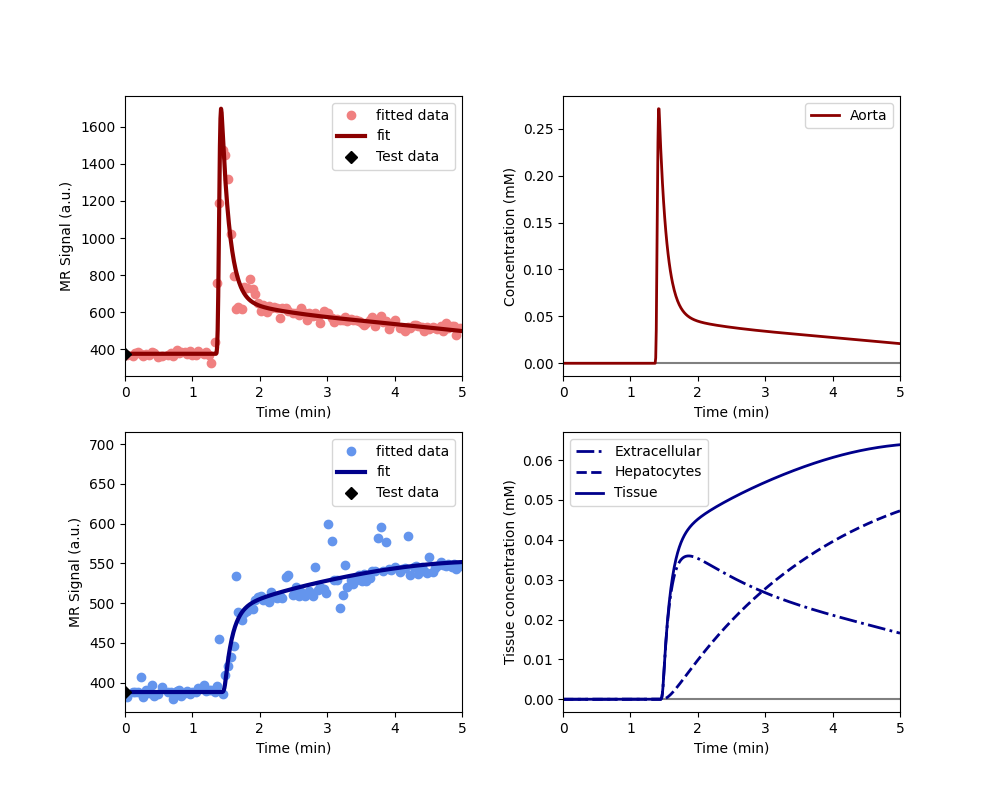 1600
1400
1200
1000
800
600
400
MR Signal (a.u.)
fitted data
fit
Test data
0 1 2 3 4 5
Time (min)
0.25
0.20
0.15
0.10
0.05
0.00
Concentration (mM)
Aorta
0 1 2 3 4 5
Time (min)
700
650
600
550
500
450
400
MR Signal (a.u.)
fitted data
fit
Test data
0 1 2 3 4 5
Time (min)
0.06
0.05
0.04
0.03
0.02
0.01
0.00
Tissue concentration (mM)
Extracellular
Hepatocytes
Tissue
0 1 2 3 4 5
Time (min)